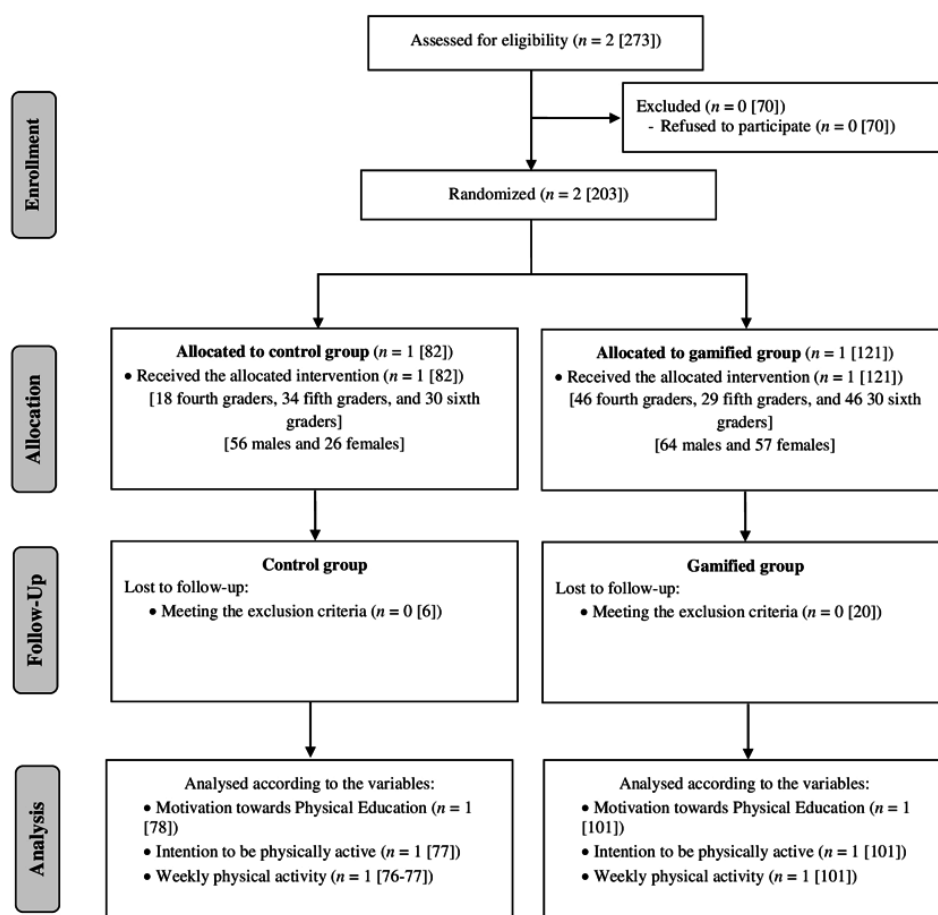 Assessed for eligibility (n = 2 [273])
Excluded (n = 0 [70])
- Refused to participate (n = 0 [70])
Enrollment
Randomized (n = 2 [203])
Allocation
Allocated to control group (n = 1 [82])
• Received the allocated intervention (n = 1 [82])
[18 fourth graders, 34 fifth graders, and 30 sixth
graders]
[56 males and 26 females]
Allocated to gamified group (n = 1 [121])
• Received the allocated intervention (n = 1 [121])
[46 fourth graders, 29 fifth graders, and 46 30 sixth
graders]
[64 males and 57 females]
Follow-Up
Control group
Lost to follow-up:
• Meeting the exclusion criteria (n = 0 [6])
Gamified group
Lost to follow-up:
• Meeting the exclusion criteria (n = 0 [20])
Analysis
Analysed according to the variables:
• Motivation towards Physical Education (n = 1
[78])
• Intention to be physically active (n = 1 [77])
• Weekly physical activity (n = 1 [76-77])
Analysed according to the variables:
• Motivation towards Physical Education (n = 1
[101])
• Intention to be physically active (n = 1 [101])
• Weekly physical activity (n = 1 [101])